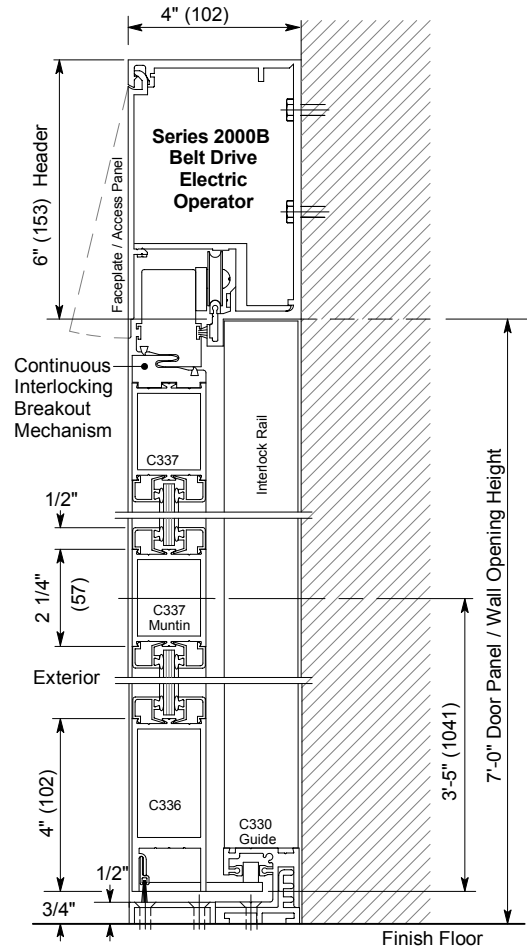 4" (102)
6" (153) Header
Faceplate / Access Panel
Series 2000B
Belt Drive
Electric
Operator
Continuous
Interlocking
Breakout
Mechanism
C337
Interlock Rail
1/2"
2 1/4"
(57)
C337
Muntin
Exterior
7'-0" Door Panel / Wall Opening Height
3'-5" (1041)
4" (102)
C336
C330
Guide
1/2"
3/4"
Finish Floor